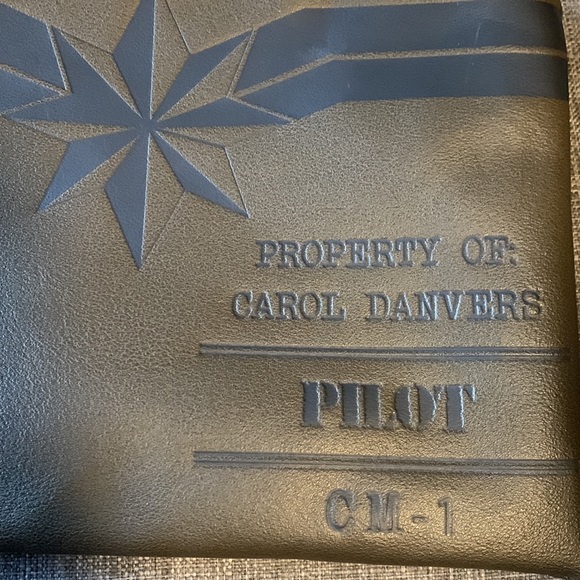 PROPERTY OF:
CAROL DANVERS
PILOT
CM-1